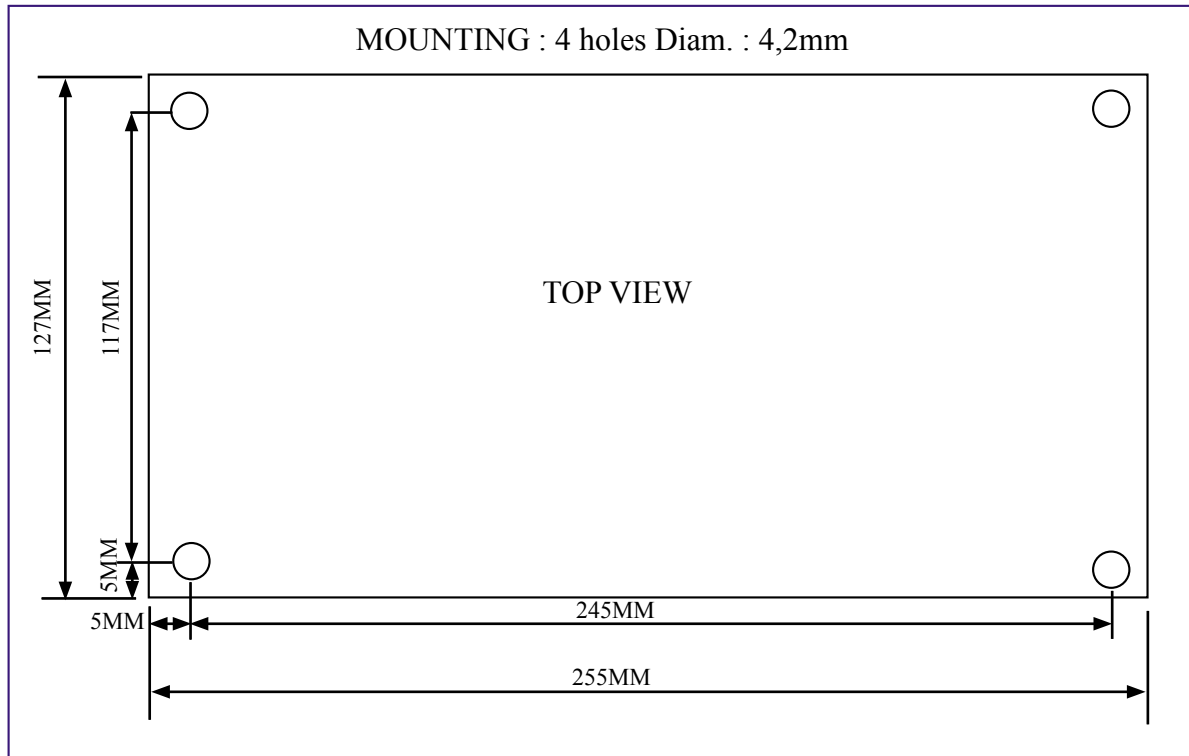 MOUNTING : 4 holes Diam. : 4,2mm
127MM
117MM
TOP VIEW
5MM
5MM
245MM
255MM